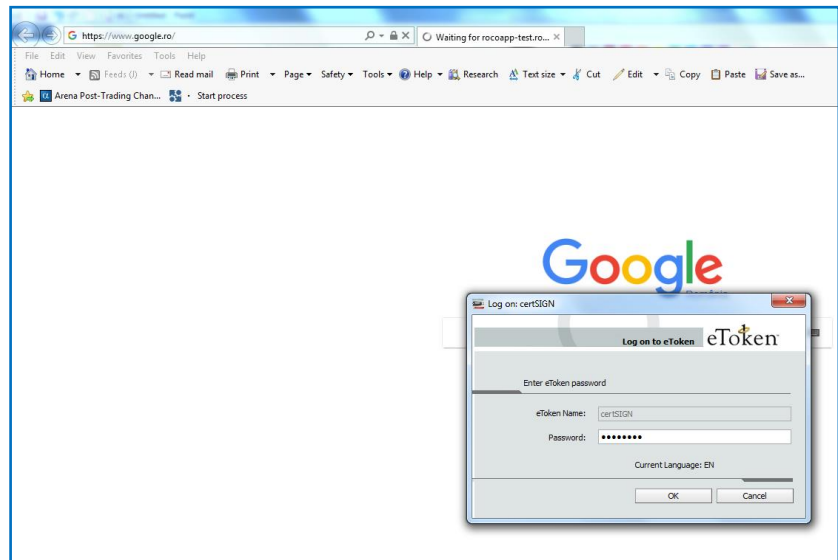 https://www.google.ro/
Waiting for rocoapp-test.ro...
File Edit View Favorites Tools Help
Home Feeds (J) Read mail Print Page Safety Tools Help Research Text size Cut Edit Copy Paste Save as...
Arena Post-Trading Chan... Start process
Google
România
Log on: certSIGN
Log on to eToken eToken
Enter eToken password
eToken Name: certSIGN
Password: ••••••••
Current Language: EN
OK Cancel